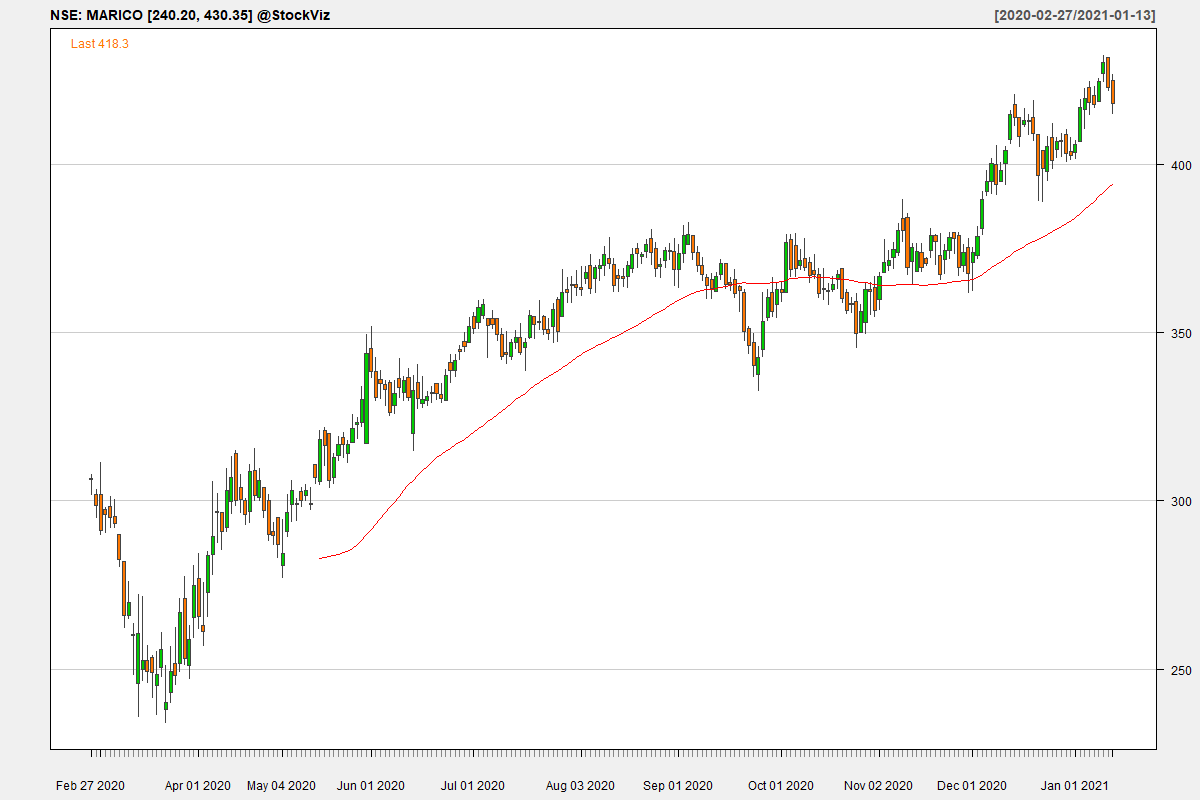 NSE: MARICO [240.20, 430.35] @StockViz
[2020-02-27/2021-01-13]
Last 418.3
400
350
300
250
Feb 27 2020
Apr 01 2020
May 04 2020
Jun 01 2020
Jul 01 2020
Aug 03 2020
Sep 01 2020
Oct 01 2020
Nov 02 2020
Dec 01 2020
Jan 01 2021